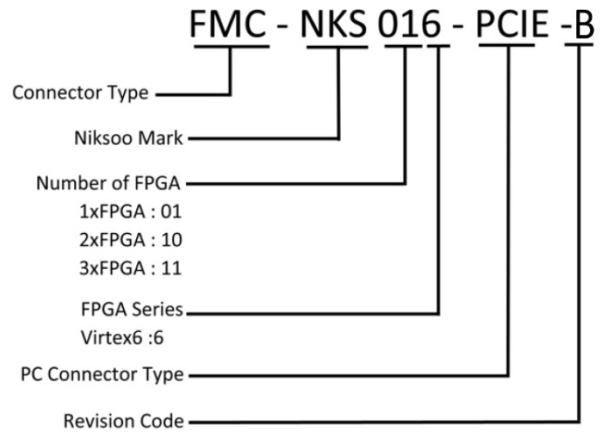 FMC - NKS 016 - PCIE -B
Connector Type
Niksoo Mark
Number of FPGA
1xFPGA : 01
2xFPGA : 10
3xFPGA : 11
FPGA Series
Virtex6 :6
PC Connector Type
Revision Code